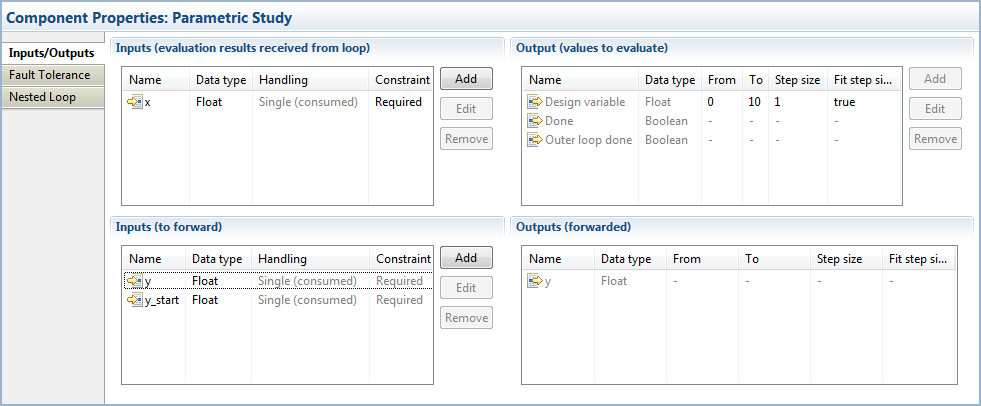 Component Properties: Parametric Study
Inputs/Outputs
Fault Tolerance
Nested Loop
Inputs (evaluation results received from loop)
Name Data type Handling Constraint
x Float Single (consumed) Required
Add
Edit
Remove
Output (values to evaluate)
Name Data type From To Step size Fit step si...
Design variable Float 0 10 1 true
Done Boolean - - - -
Outer loop done Boolean - - - -
Add
Edit
Remove
Inputs (to forward)
Name Data type Handling Constraint
y Float Single (consumed) Required
y_start Float Single (consumed) Required
Add
Edit
Remove
Outputs (forwarded)
Name Data type From To Step size Fit step si...
y Float - - - -